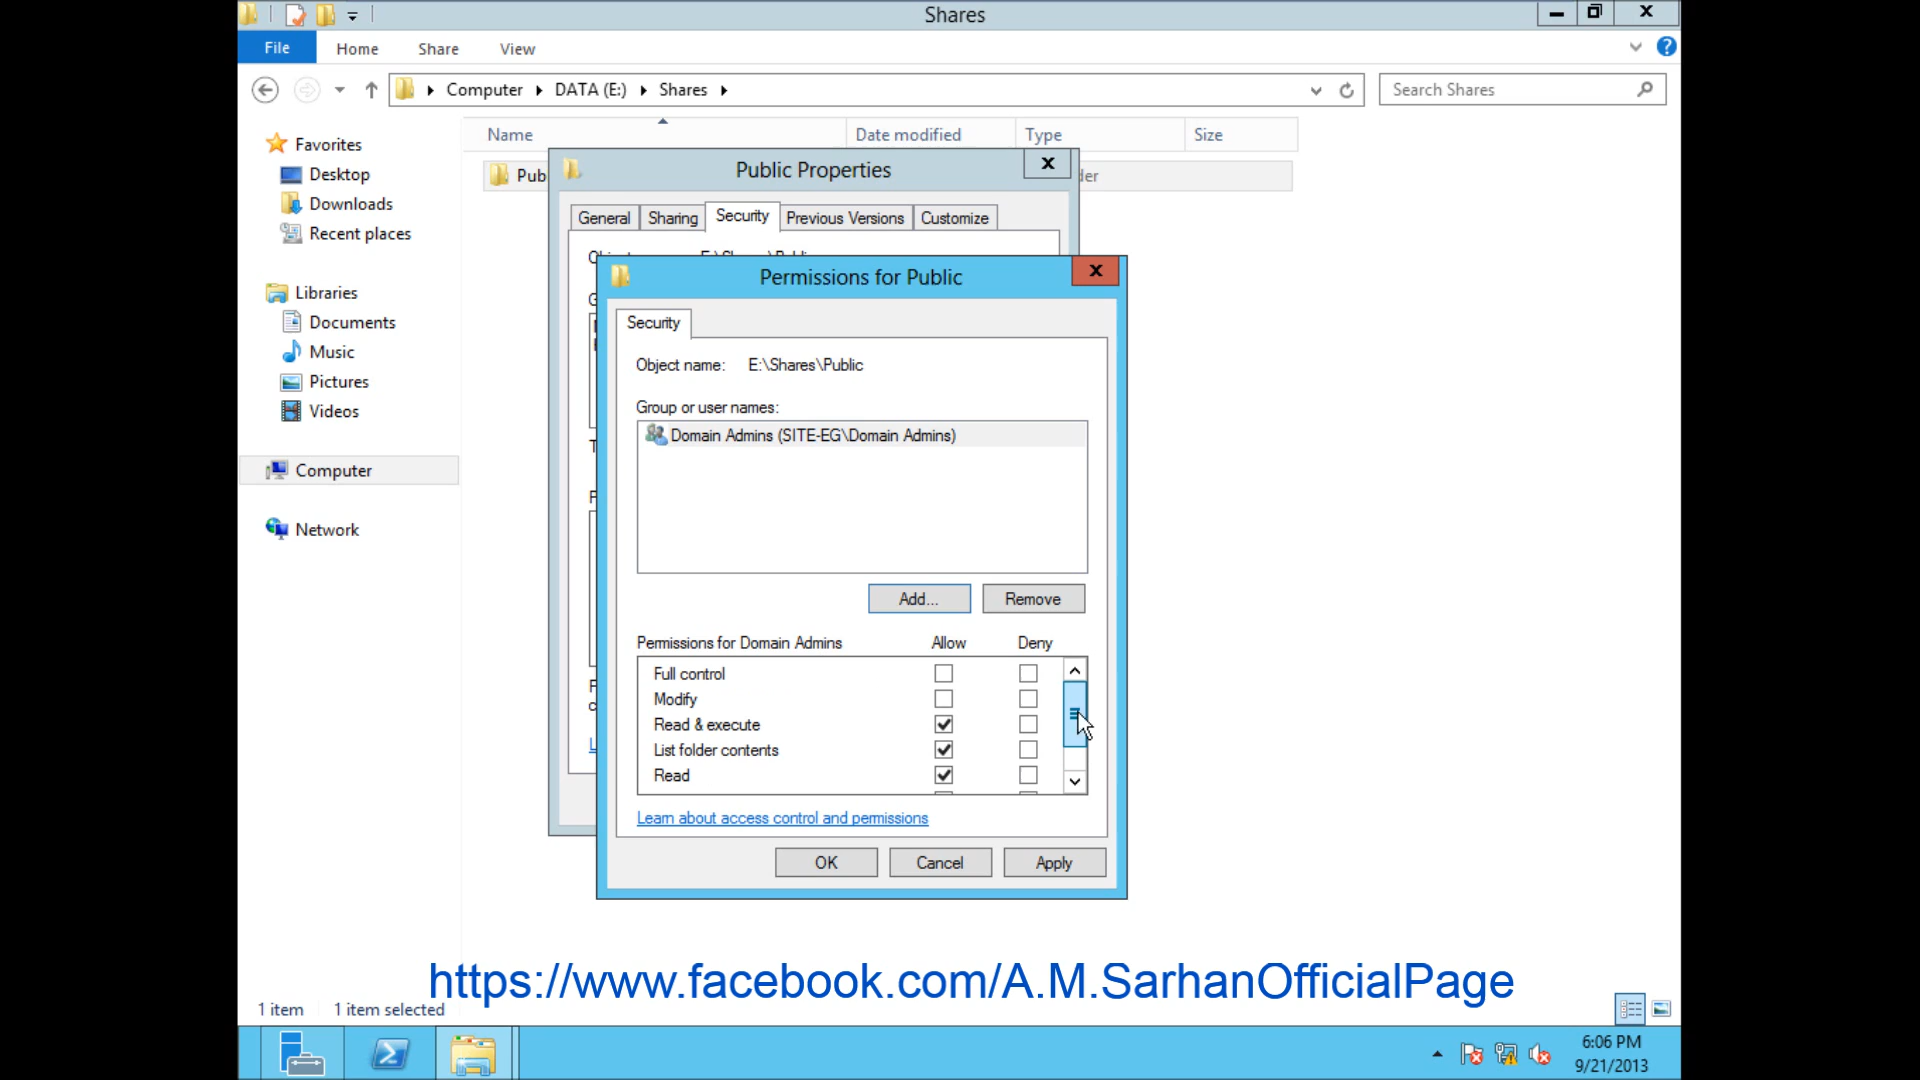 Shares
File Home Share View
Computer DATA (E:) Shares
Search Shares
Name Date modified Type Size
Favorites
Desktop
Downloads
Recent places
Libraries
Documents
Music
Pictures
Videos
Computer
Network
Public Properties
General Sharing Security Previous Versions Customize
Permissions for Public
Security
Object name: E:\Shares\Public
Group or user names:
Domain Admins (SITE-EG\Domain Admins)
Add... Remove
Permissions for Domain Admins Allow Deny
Full control
Modify
Read & execute
List folder contents
Read
Learn about access control and permissions
OK Cancel Apply
https://www.facebook.com/A.M.SarhanOfficialPage
1 item 1 item selected
6:06 PM
9/21/2013